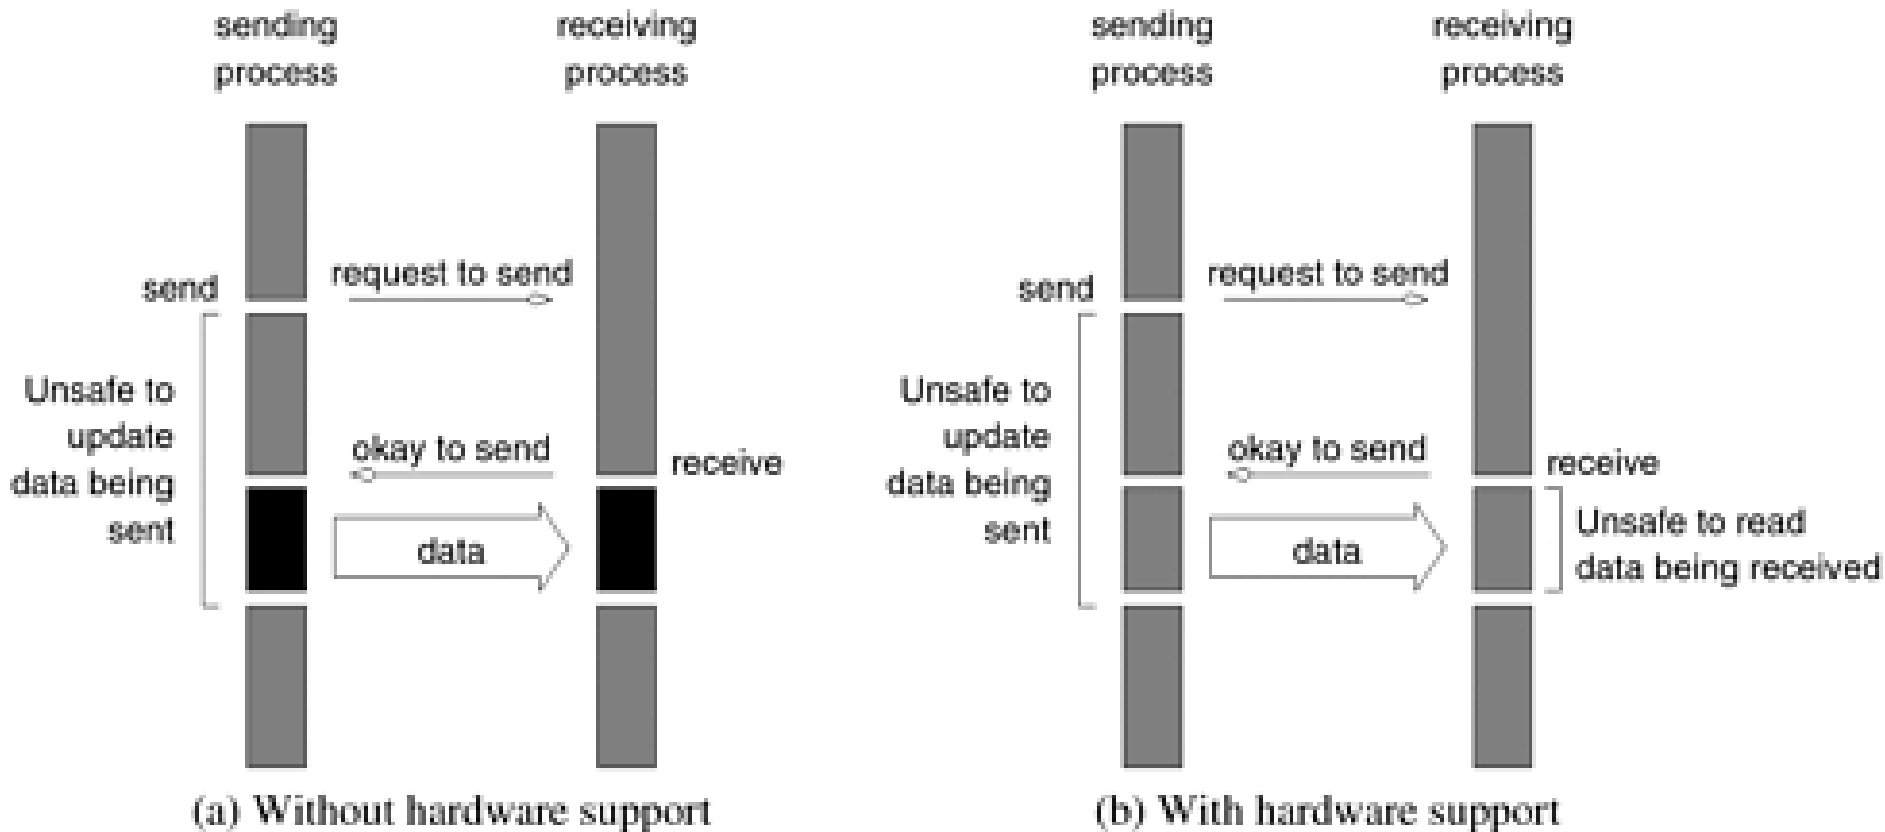 sending
process
receiving
process
send
request to send
Unsafe to
update
data being
sent
okay to send
receive
data
(a) Without hardware support
sending
process
receiving
process
send
request to send
Unsafe to
update
data being
sent
okay to send
receive
data
Unsafe to read
data being received
(b) With hardware support